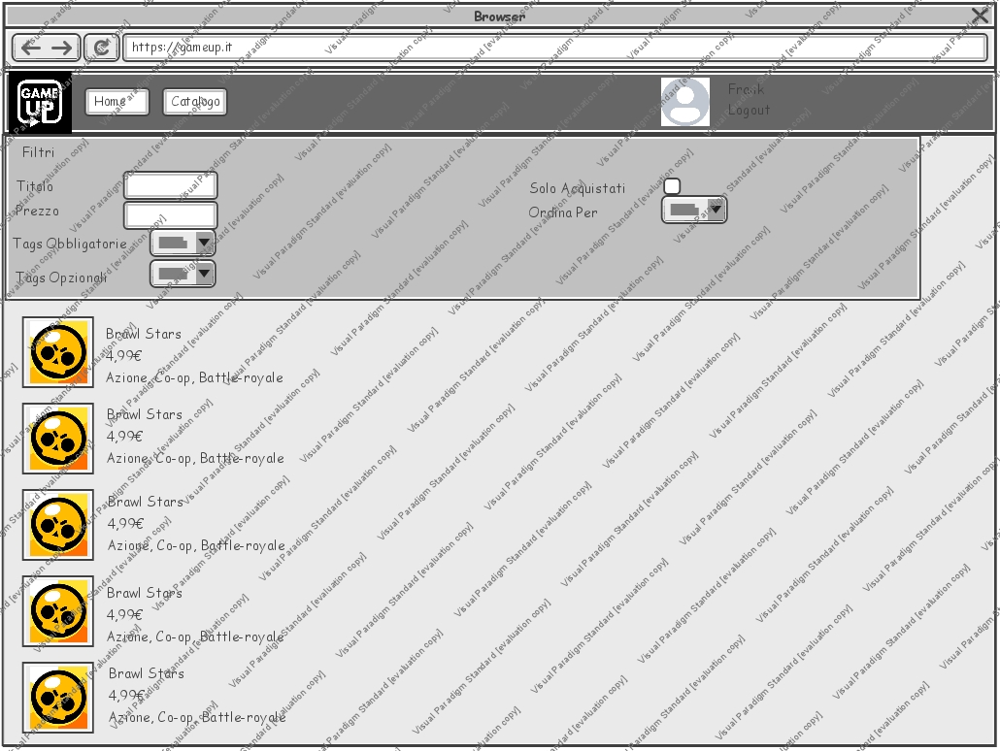 Browser
https://gameup.it
GAME UP
Home
Catalogo
Frank
Logout
Filtri
Titolo
Solo Acquistati
Prezzo
Ordina Per
Tags Obbligatorie
Tags Opzionali
Brawl Stars
4,99€
Azione, Co-op, Battle-royale
Brawl Stars
4,99€
Azione, Co-op, Battle-royale
Brawl Stars
4,99€
Azione, Co-op, Battle-royale
Brawl Stars
4,99€
Azione, Co-op, Battle-royale
Brawl Stars
4,99€
Azione, Co-op, Battle-royale
Visual Paradigm Standard [evaluation copy]